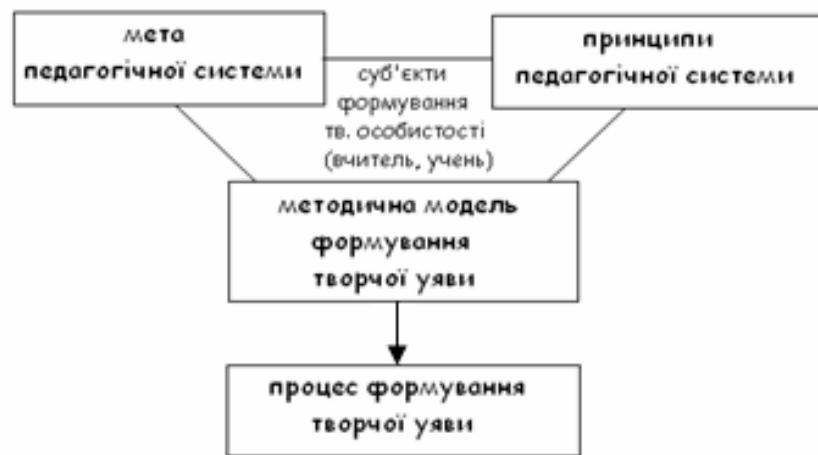 мета
педагогічної системи
принципи
педагогічної системи
суб'єкти
формування
тв. особистості
(вчитель, учень)
методична модель
формування
творчої уяви
процес формування
творчої уяви